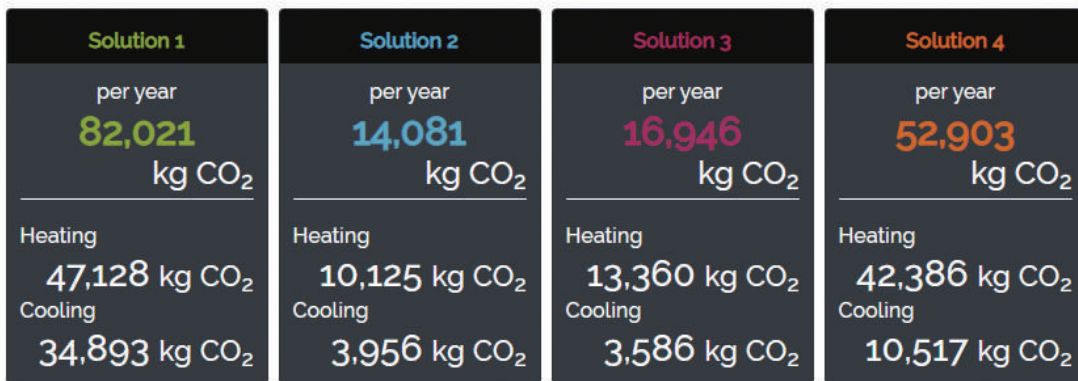 Solution 1
per year
82,021
kg CO₂
Heating
47,128 kg CO₂
Cooling
34,893 kg CO₂
Solution 2
per year
14,081
kg CO₂
Heating
10,125 kg CO₂
Cooling
3,956 kg CO₂
Solution 3
per year
16,946
kg CO₂
Heating
13,360 kg CO₂
Cooling
3,586 kg CO₂
Solution 4
per year
52,903
kg CO₂
Heating
42,386 kg CO₂
Cooling
10,517 kg CO₂